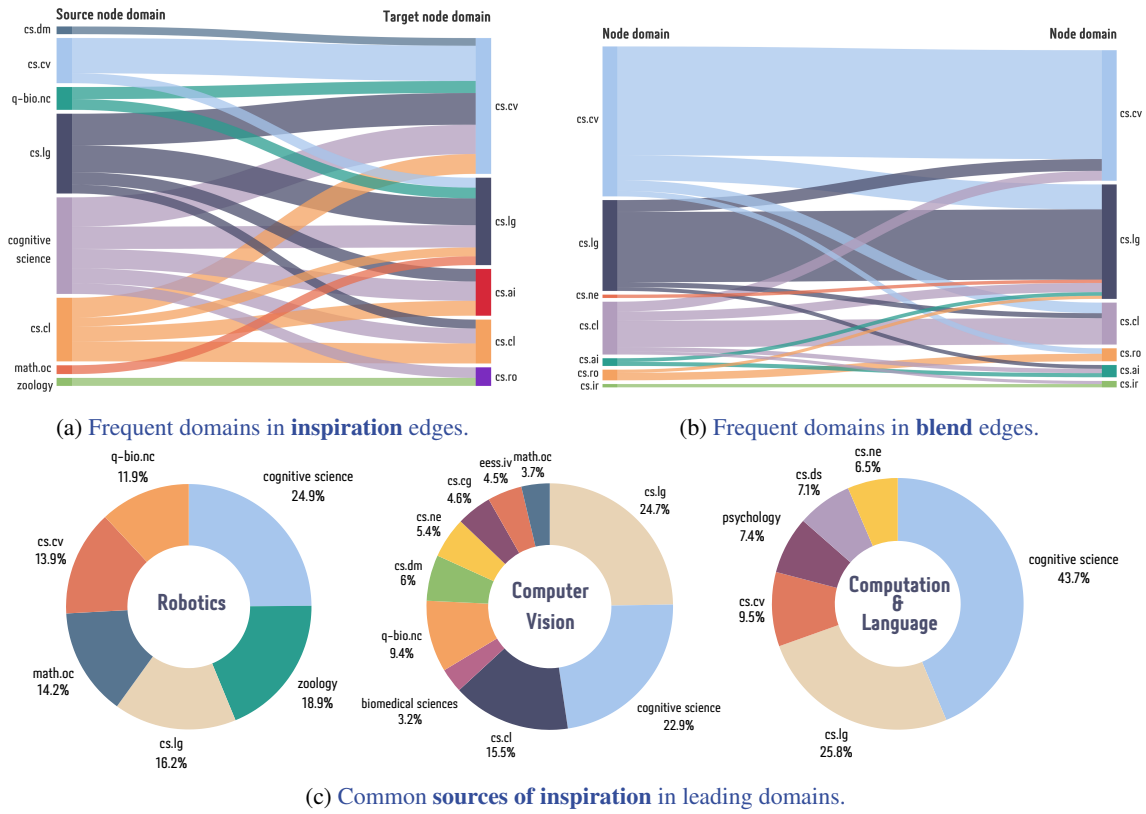 Source node domain
Target node domain
cs.dm
cs.cv
q-bio.nc
cs.lg
cognitive
science
cs.cl
math.oc
zoology
cs.cv
cs.lg
cs.ai
cs.cl
cs.ro
Node domain
Node domain
cs.cv
cs.lg
cs.ne
cs.cl
cs.ai
cs.ro
cs.ir
cs.cv
cs.lg
cs.cl
cs.ro
cs.ai
cs.ir
(a) Frequent domains in inspiration edges.
(b) Frequent domains in blend edges.
q-bio.nc
11.9%
cognitive science
24.9%
cs.cv
13.9%
Robotics
math.oc
14.2%
zoology
18.9%
cs.lg
16.2%
eess.iv
4.5%
math.oc
3.7%
cs.cg
4.6%
cs.lg
24.7%
cs.ne
5.4%
cs.dm
6%
Computer
Vision
q-bio.nc
9.4%
biomedical sciences
3.2%
cs.cl
15.5%
cognitive science
22.9%
cs.ne
6.5%
cs.ds
7.1%
psychology
7.4%
cognitive science
43.7%
cs.cv
9.5%
Computation
&
Language
cs.lg
25.8%
(c) Common sources of inspiration in leading domains.